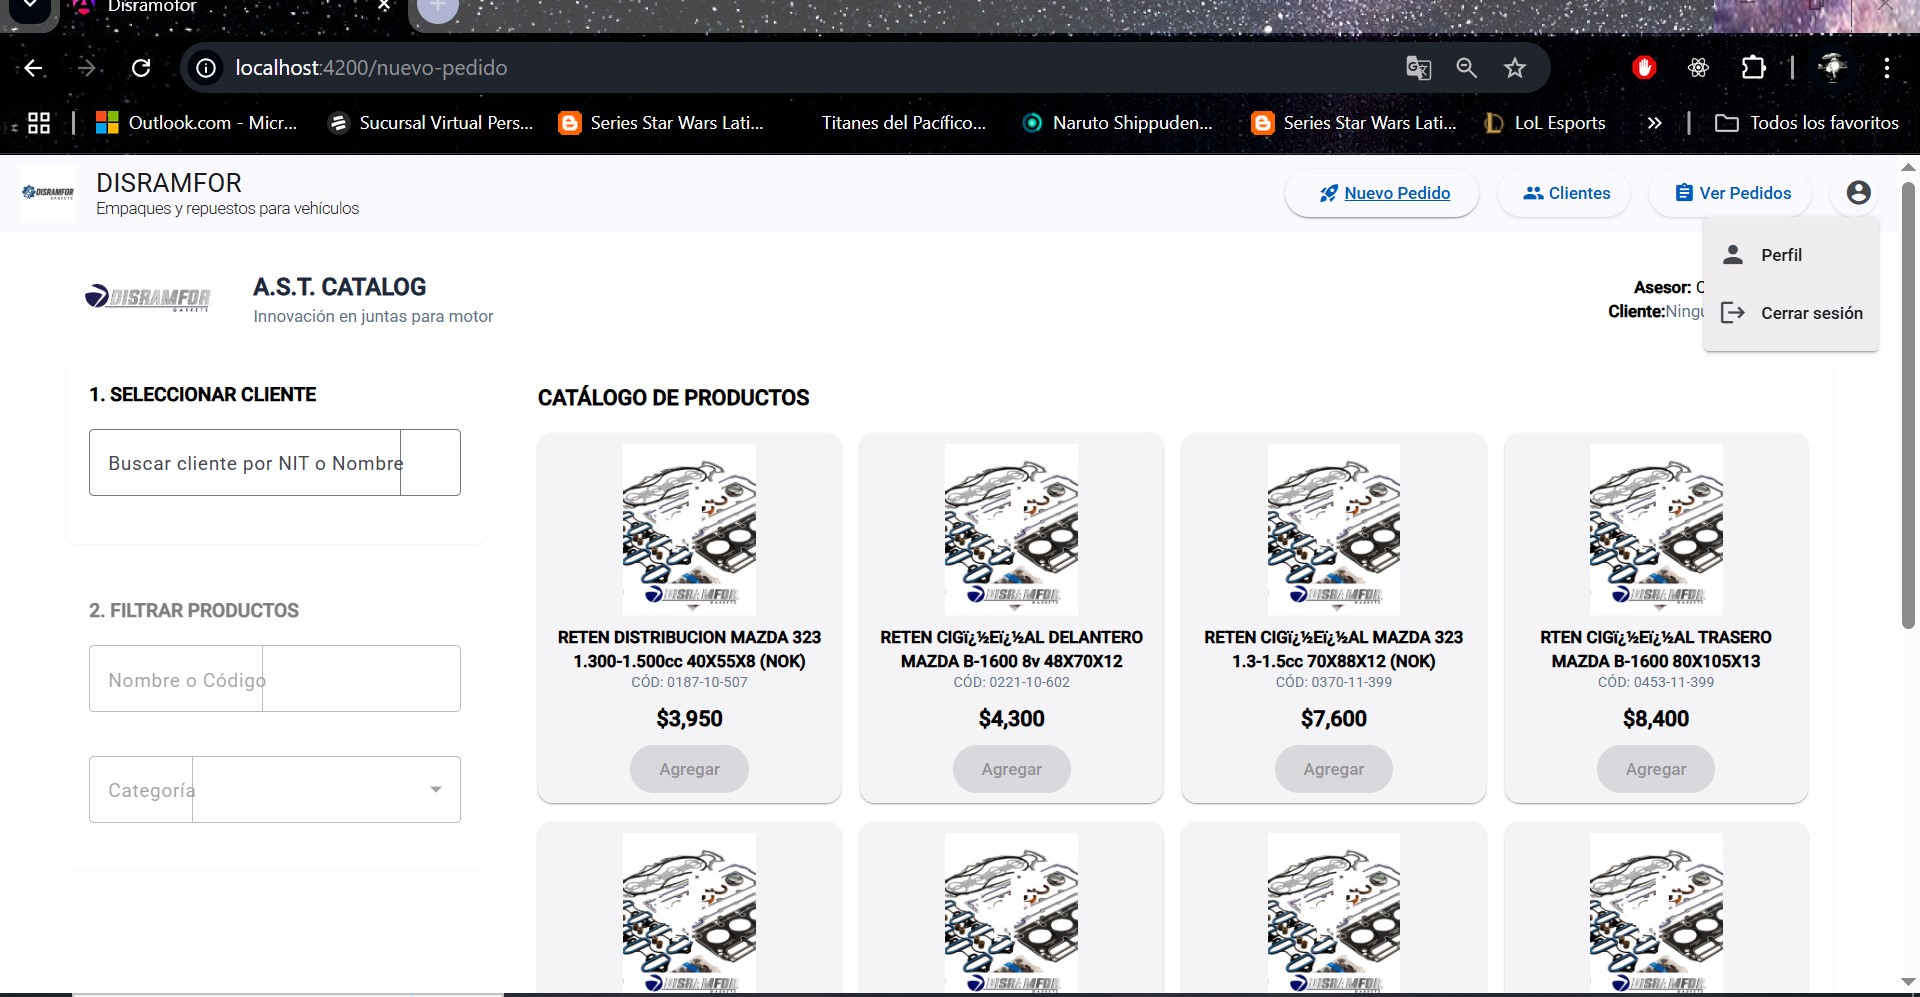 Disramofor
localhost:4200/nuevo-pedido
Outlook.com - Micr...
Sucursal Virtual Pers...
Series Star Wars Lati...
Titanes del Pacífico...
Naruto Shippuden...
Series Star Wars Lati...
LoL Esports
Todos los favoritos
DISRAMFOR GASKETS
DISRAMFOR
Empaques y repuestos para vehículos
Nuevo Pedido
Clientes
Ver Pedidos
Perfil
Cerrar sesión
DISRAMFOR
GASKETS
A.S.T. CATALOG
Innovación en juntas para motor
Asesor: C
Cliente:Ningu
1. SELECCIONAR CLIENTE
Buscar cliente por NIT o Nombre
2. FILTRAR PRODUCTOS
Nombre o Código
Categoría
CATÁLOGO DE PRODUCTOS
DISRAMFOR
RETEN DISTRIBUCION MAZDA 323
1.300-1.500cc 40X55X8 (NOK)
CÓD: 0187-10-507
$3,950
Agregar
DISRAMFOR
RETEN CIGï¿½Eï¿½AL DELANTERO
MAZDA B-1600 8v 48X70X12
CÓD: 0221-10-602
$4,300
Agregar
DISRAMFOR
RETEN CIGï¿½Eï¿½AL MAZDA 323
1.3-1.5cc 70X88X12 (NOK)
CÓD: 0370-11-399
$7,600
Agregar
DISRAMFOR
RTEN CIGï¿½Eï¿½AL TRASERO
MAZDA B-1600 80X105X13
CÓD: 0453-11-399
$8,400
Agregar
DISRAMFOR
DISRAMFOR
DISRAMFOR
DISRAMFOR